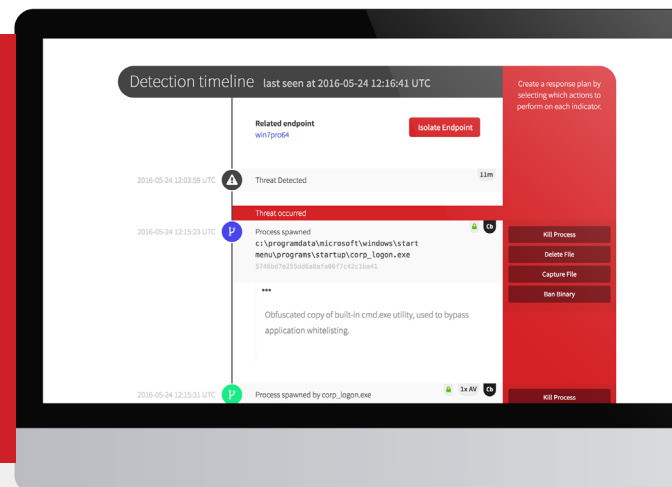 Detection timeline last seen at 2016-05-24 12:16:41 UTC
Create a response plan by
selecting which actions to
perform on each indicator.
Related endpoint
win7pro64
Isolate Endpoint
2016-05-24 12:03:59 UTC
Threat Detected
11m
Threat occurred
2016-05-24 12:15:23 UTC
Process spawned
Cb
c:\programdata\microsoft\windows\start
menu\programs\startup\corp_logon.exe
Kill Process
Delete File
Capture File
Ban Binary
"""
Obfuscated copy of built-in cmd.exe utility, used to bypass
application whitelisting.
2016-05-24 12:15:31 UTC
Process spawned by corp_logon.exe
1x AV
Cb
Kill Process